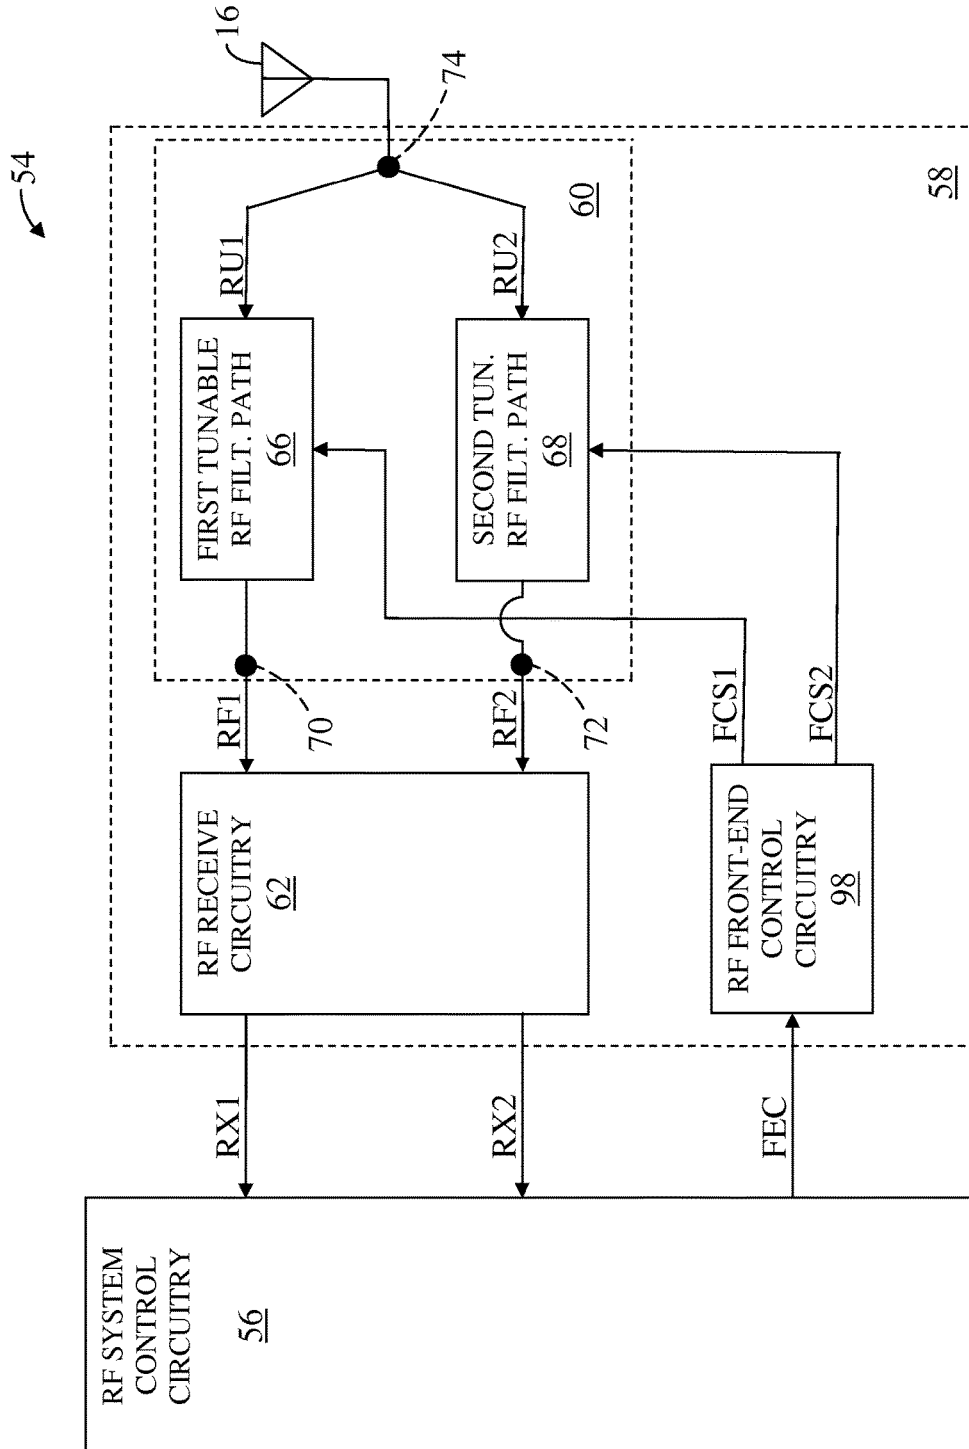 54
16
74
RU1
RU2
60
58
FIRST TUNABLE
RF FILT. PATH
66
SECOND TUN.
RF FILT. PATH
68
70
72
RF1
RF2
FCS1
FCS2
RF RECEIVE
CIRCUITRY
62
RF FRONT-END
CONTROL
CIRCUITRY
98
RX1
RX2
FEC
RF SYSTEM
CONTROL
CIRCUITRY
56